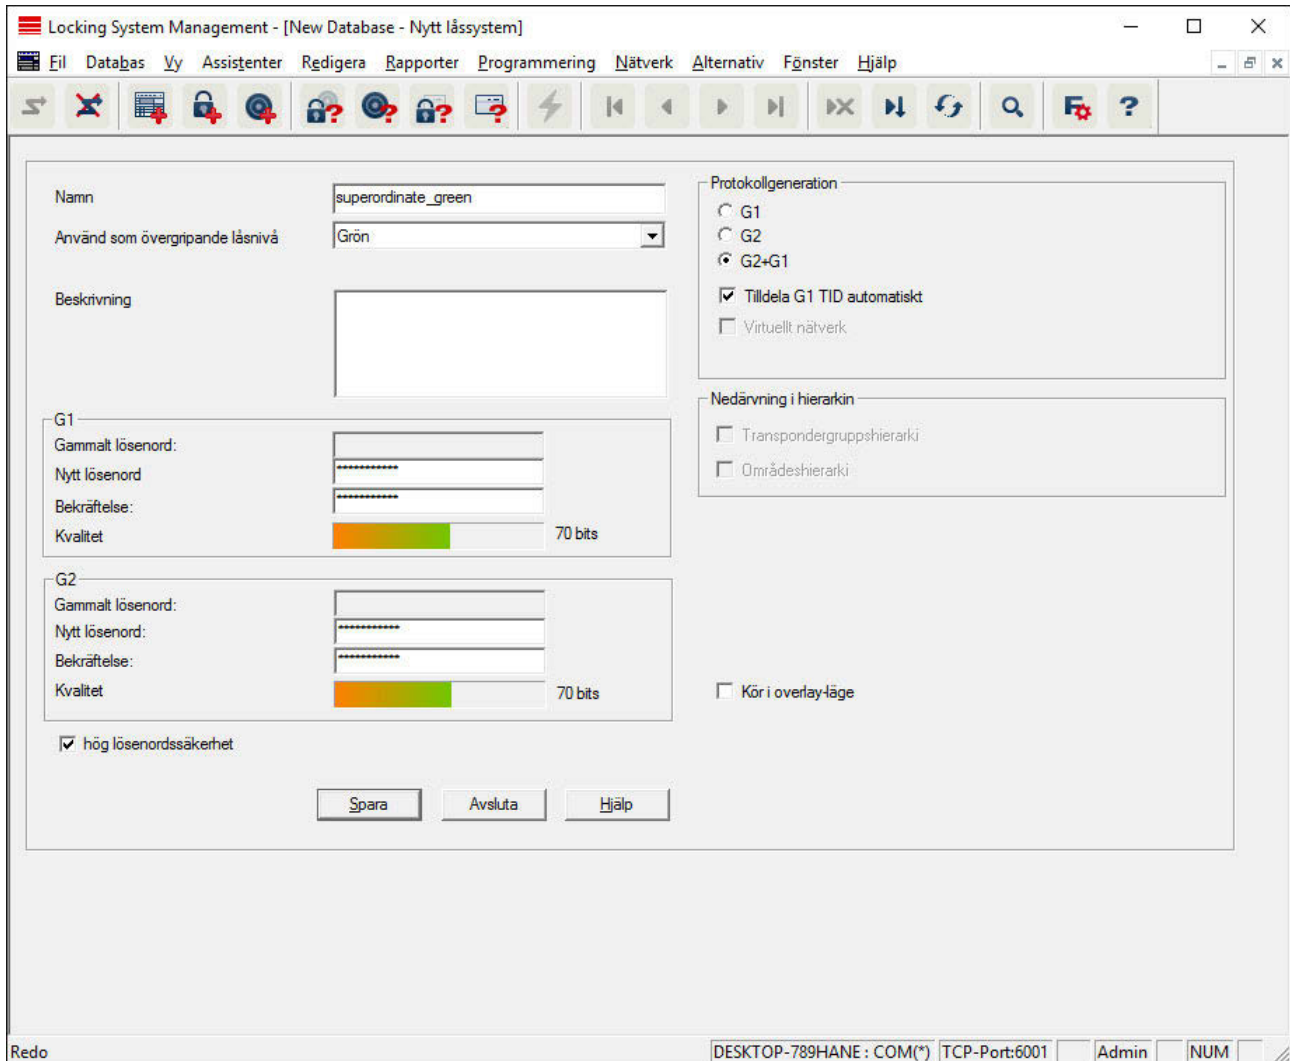 Locking System Management - [New Database - Nytt låssystem]
Fil Databas Vy Assistenter Redigera Rapporter Programmering Nätverk Alternativ Fönster Hjälp
Namn
superordinate_green
Använd som övergripande låsnivå
Grön
Beskrivning
G1
Gammalt lösenord:
Nytt lösenord
***********
Bekräftelse:
***********
Kvalitet
70 bits
G2
Gammalt lösenord:
Nytt lösenord:
***********
Bekräftelse:
***********
Kvalitet
70 bits
hög lösenordssäkerhet
Spara
Avsluta
Hjälp
Protokollgeneration
G1
G2
G2+G1
Tilldela G1 TID automatiskt
Virtuellt nätverk
Nedärvning i hierarkin
Transpondergruppshierarki
Områdeshierarki
Kör i overlay-läge
Redo
DESKTOP-789HANE : COM(*) TCP-Port:6001 Admin NUM